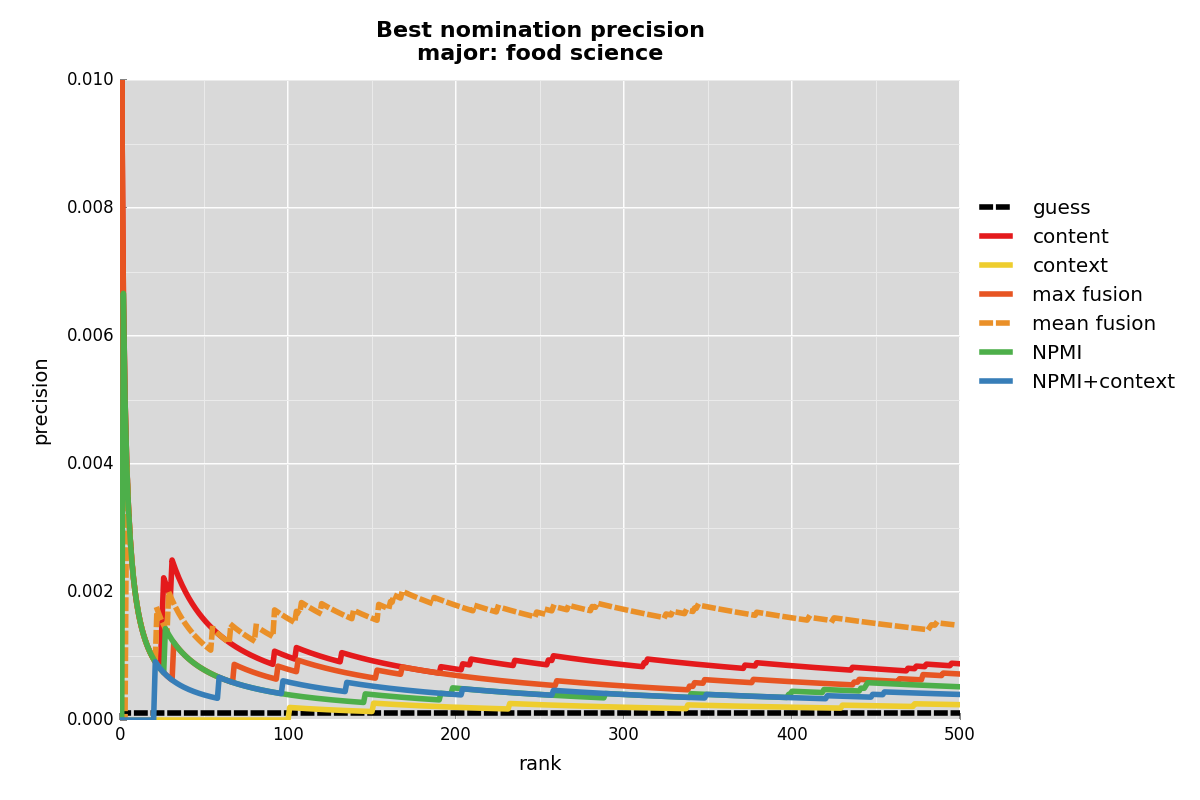 Best nomination precision
major: food science
0.010
0.008
0.006
0.004
0.002
0.000
precision
0
100
200
300
400
500
rank
guess
content
context
max fusion
mean fusion
NPMI
NPMI+context